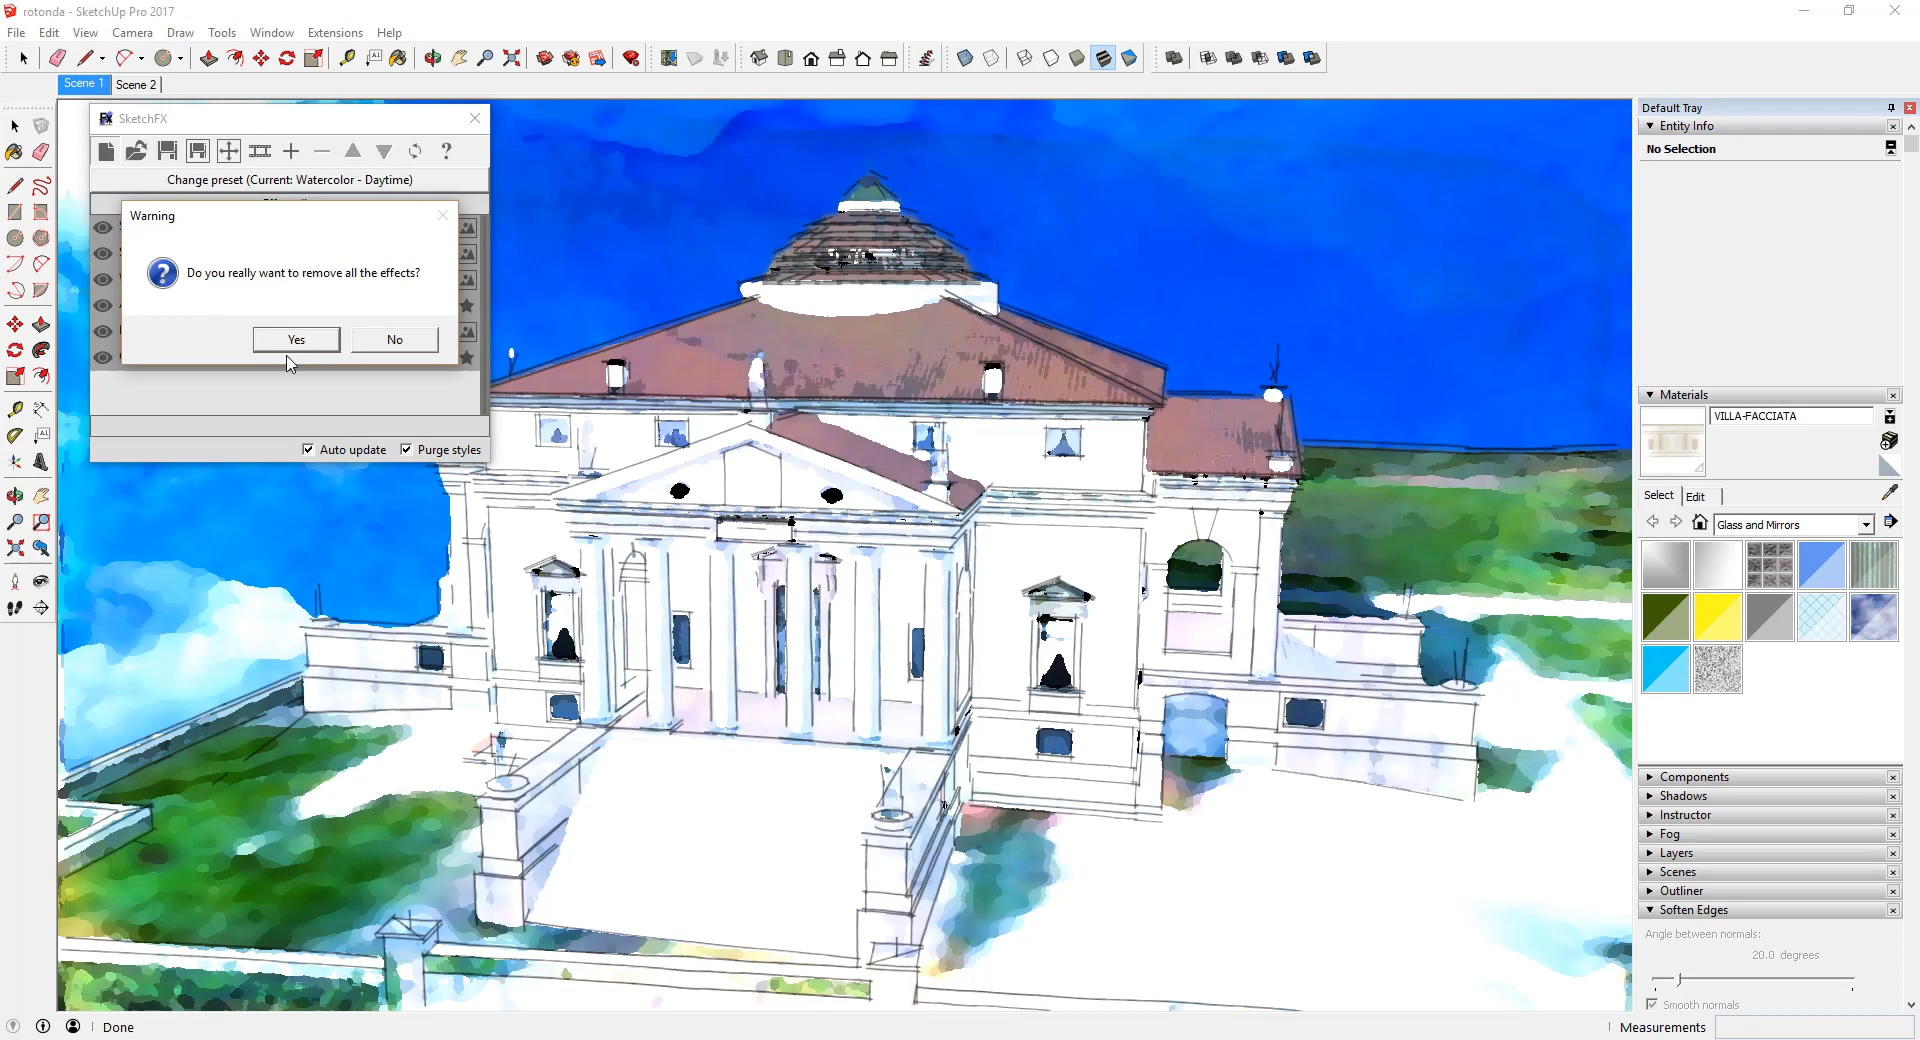 rotonda - SketchUp Pro 2017
File Edit View Camera Draw Tools Window Extensions Help
Scene 1 Scene 2
Fx SketchFX
Change preset (Current: Watercolor - Daytime)
Warning
Do you really want to remove all the effects?
Yes No
Auto update Purge styles
Default Tray
Entity Info
No Selection
Materials
VILLA-FACCIATA
Select Edit
Glass and Mirrors
Components
Shadows
Instructor
Fog
Layers
Scenes
Outliner
Soften Edges
Angle between normals:
20.0 degrees
Smooth normals
Done
Measurements